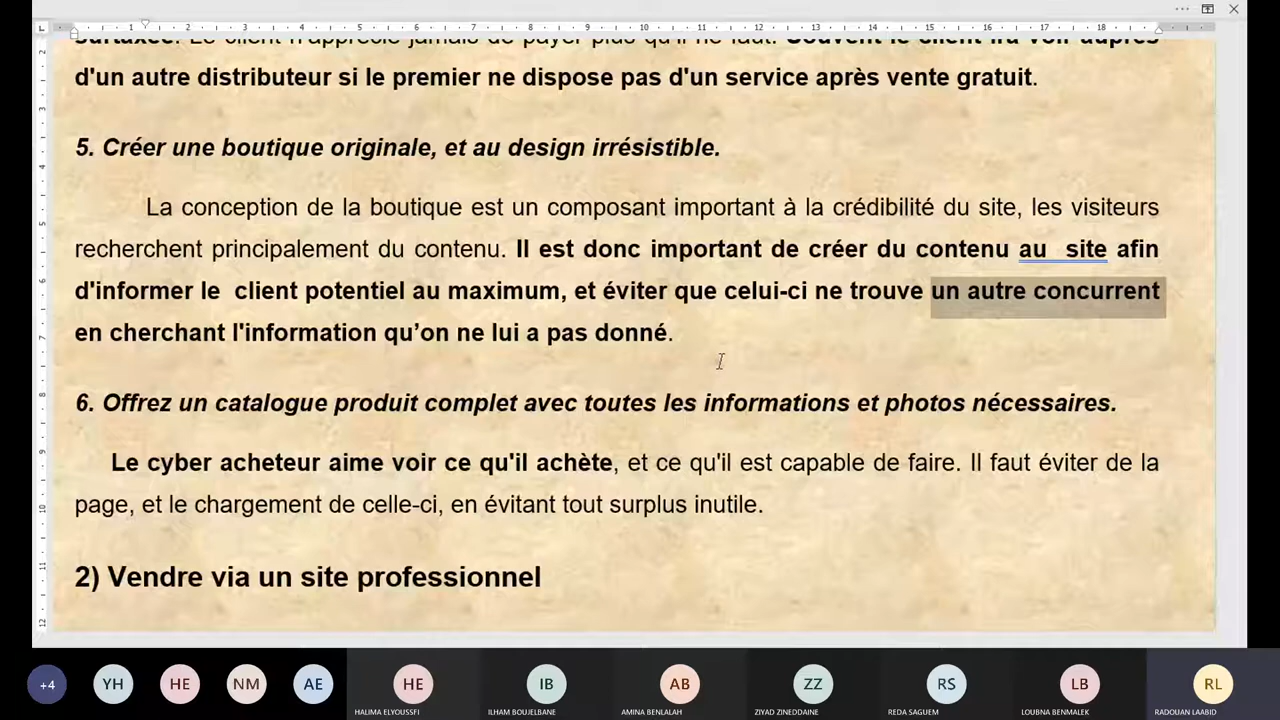 surtaxée. Le client n'apprécie jamais de payer plus qu'il ne faut. Souvent le client ira voir auprès
d'un autre distributeur si le premier ne dispose pas d'un service après vente gratuit.
5. Créer une boutique originale, et au design irrésistible.
La conception de la boutique est un composant important à la crédibilité du site, les visiteurs
recherchent principalement du contenu. Il est donc important de créer du contenu au site afin
d'informer le client potentiel au maximum, et éviter que celui-ci ne trouve un autre concurrent
en cherchant l'information qu’on ne lui a pas donné.
6. Offrez un catalogue produit complet avec toutes les informations et photos nécessaires.
Le cyber acheteur aime voir ce qu'il achète, et ce qu'il est capable de faire. Il faut éviter de la
page, et le chargement de celle-ci, en évitant tout surplus inutile.
2) Vendre via un site professionnel
+4 YH HE NM AE HE IB AB ZZ RS LB RL
HALIMA ELYOUSSFI ILHAM BOUJELBANE AMINA BENLALAH ZIYAD ZINEDDAINE REDA SAGUEM LOUBNA BENMALEK RADOUAN LAABID